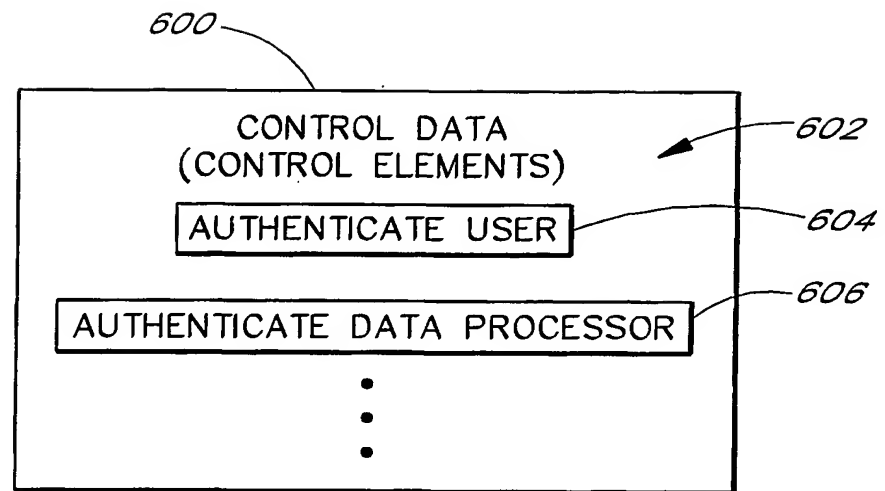 600
CONTROL DATA
(CONTROL ELEMENTS)
602
AUTHENTICATE USER
604
606
AUTHENTICATE DATA PROCESSOR